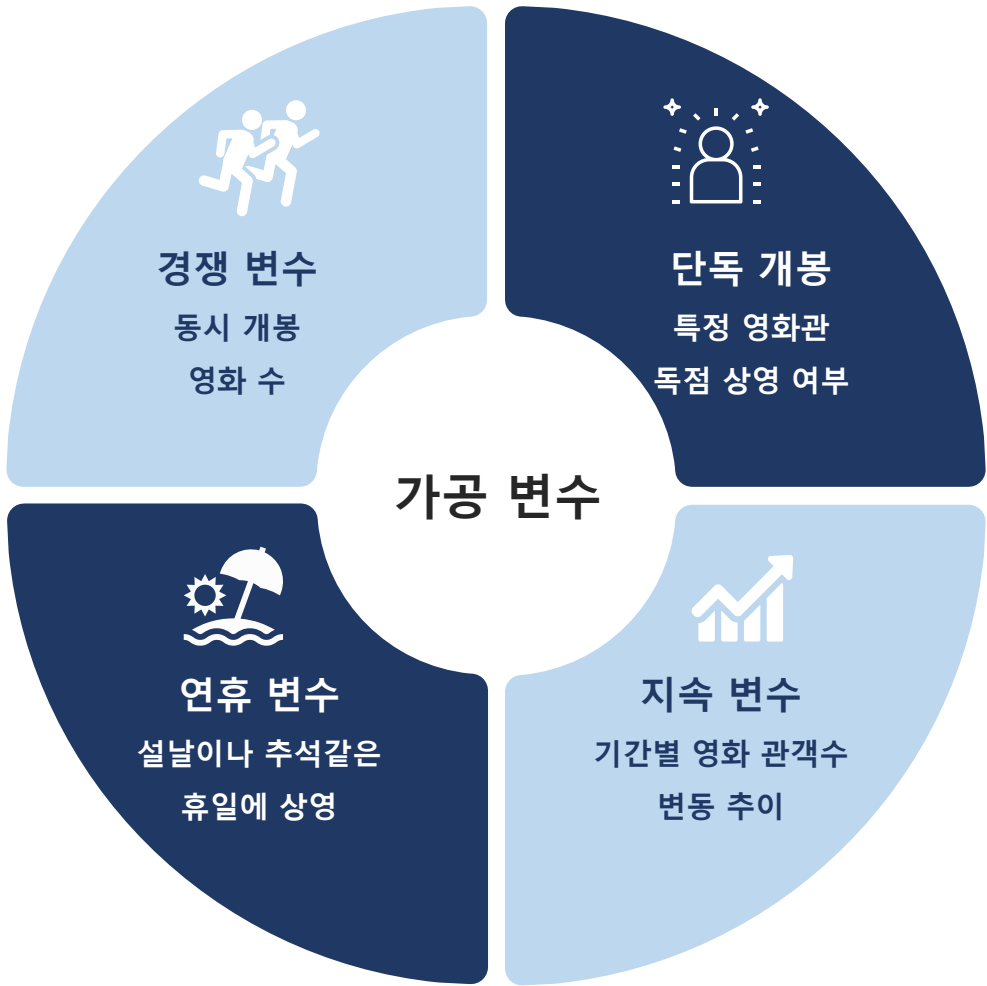 경쟁 변수
동시 개봉
영화 수
단독 개봉
특정 영화관
독점 상영 여부
가공 변수
연휴 변수
설날이나 추석같은
휴일에 상영
지속 변수
기간별 영화 관객수
변동 추이